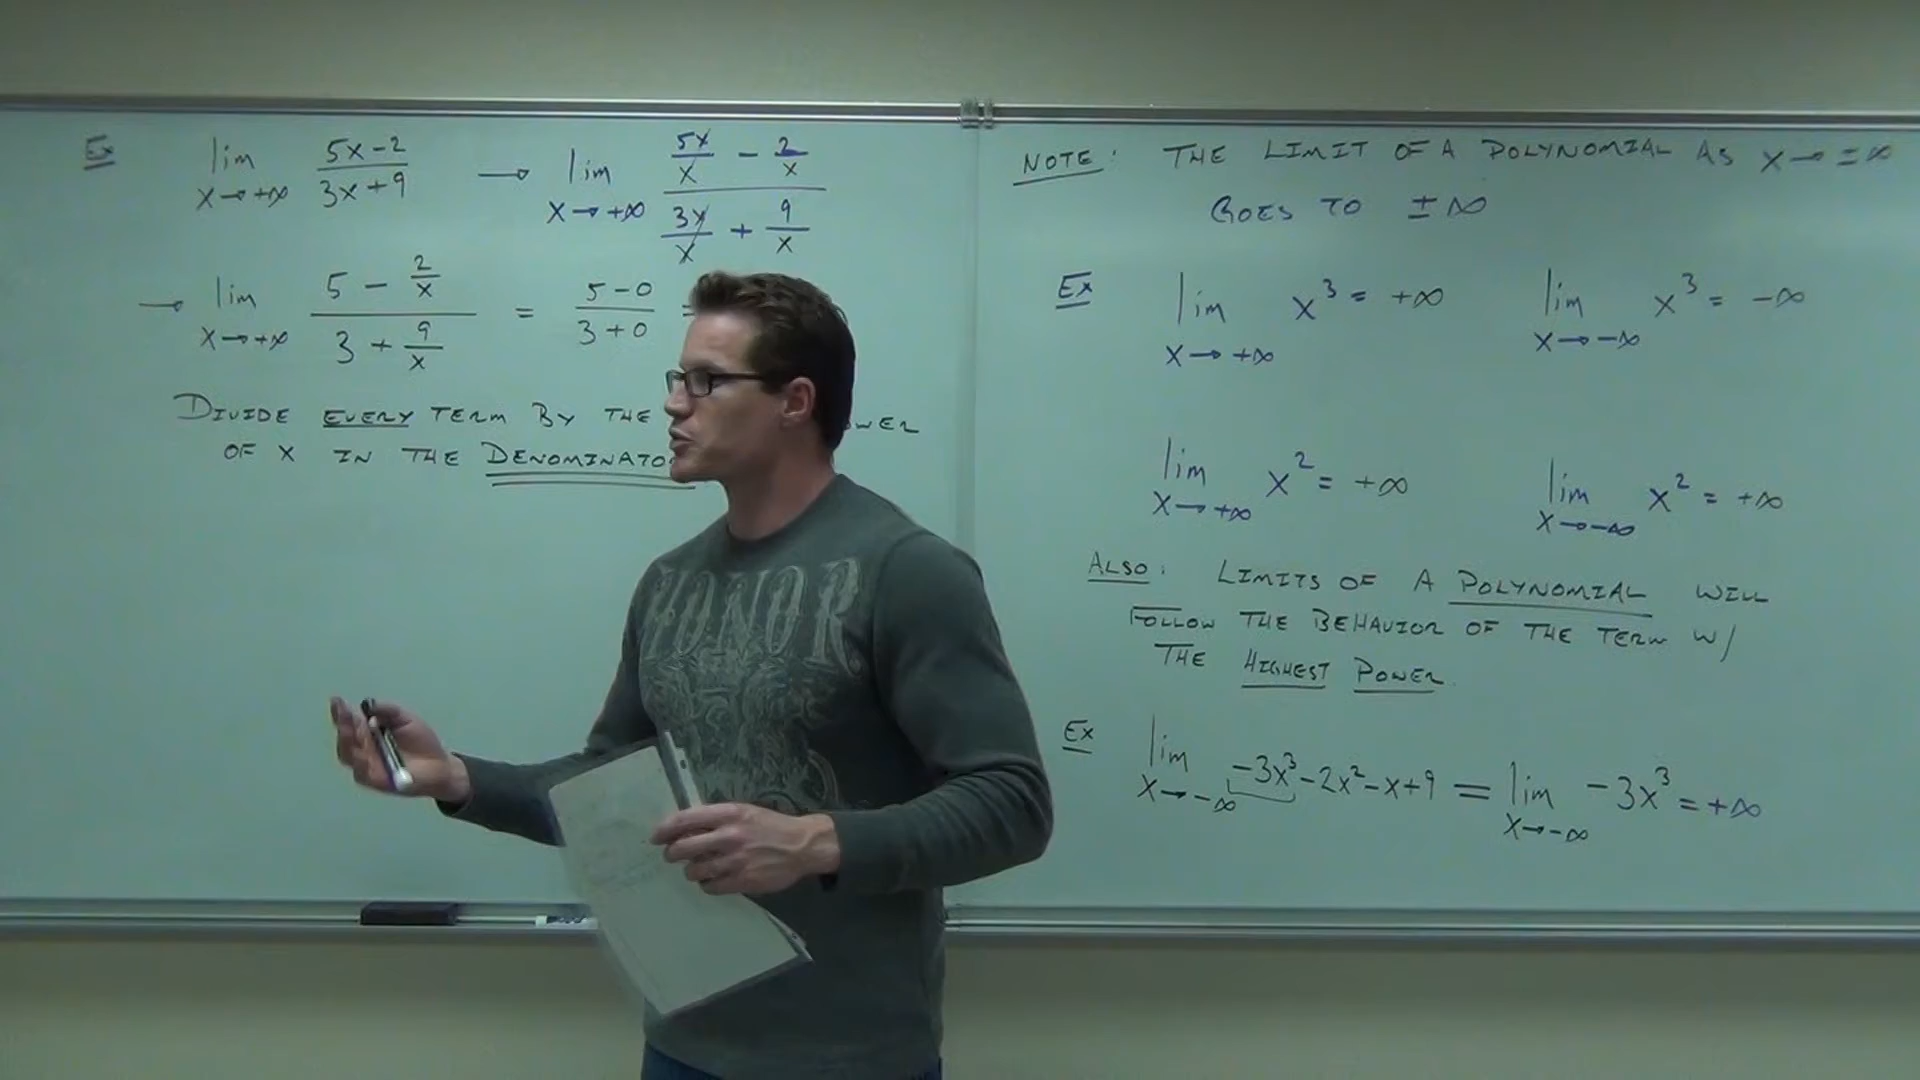 Ex lim x→+∞ (5x-2)/(3x+9) → lim x→+∞ (5x/x - 2/x)/(3x/x + 9/x)
→ lim x→+∞ (5 - 2/x)/(3 + 9/x) = (5-0)/(3+0) =
DIVIDE EVERY TERM BY THE
OF X IN THE DENOMINATOR
NOTE: THE LIMIT OF A POLYNOMIAL AS X→±∞
GOES TO ±∞
Ex lim x→+∞ x³ = +∞ lim x→-∞ x³ = -∞
lim x→+∞ x² = +∞ lim x→-∞ x² = +∞
ALSO: LIMITS OF A POLYNOMIAL WILL
FOLLOW THE BEHAVIOR OF THE TERM W/
THE HIGHEST POWER.
Ex lim x→-∞ -3x³-2x²-x+9 = lim x→-∞ -3x³ = +∞
HONOR